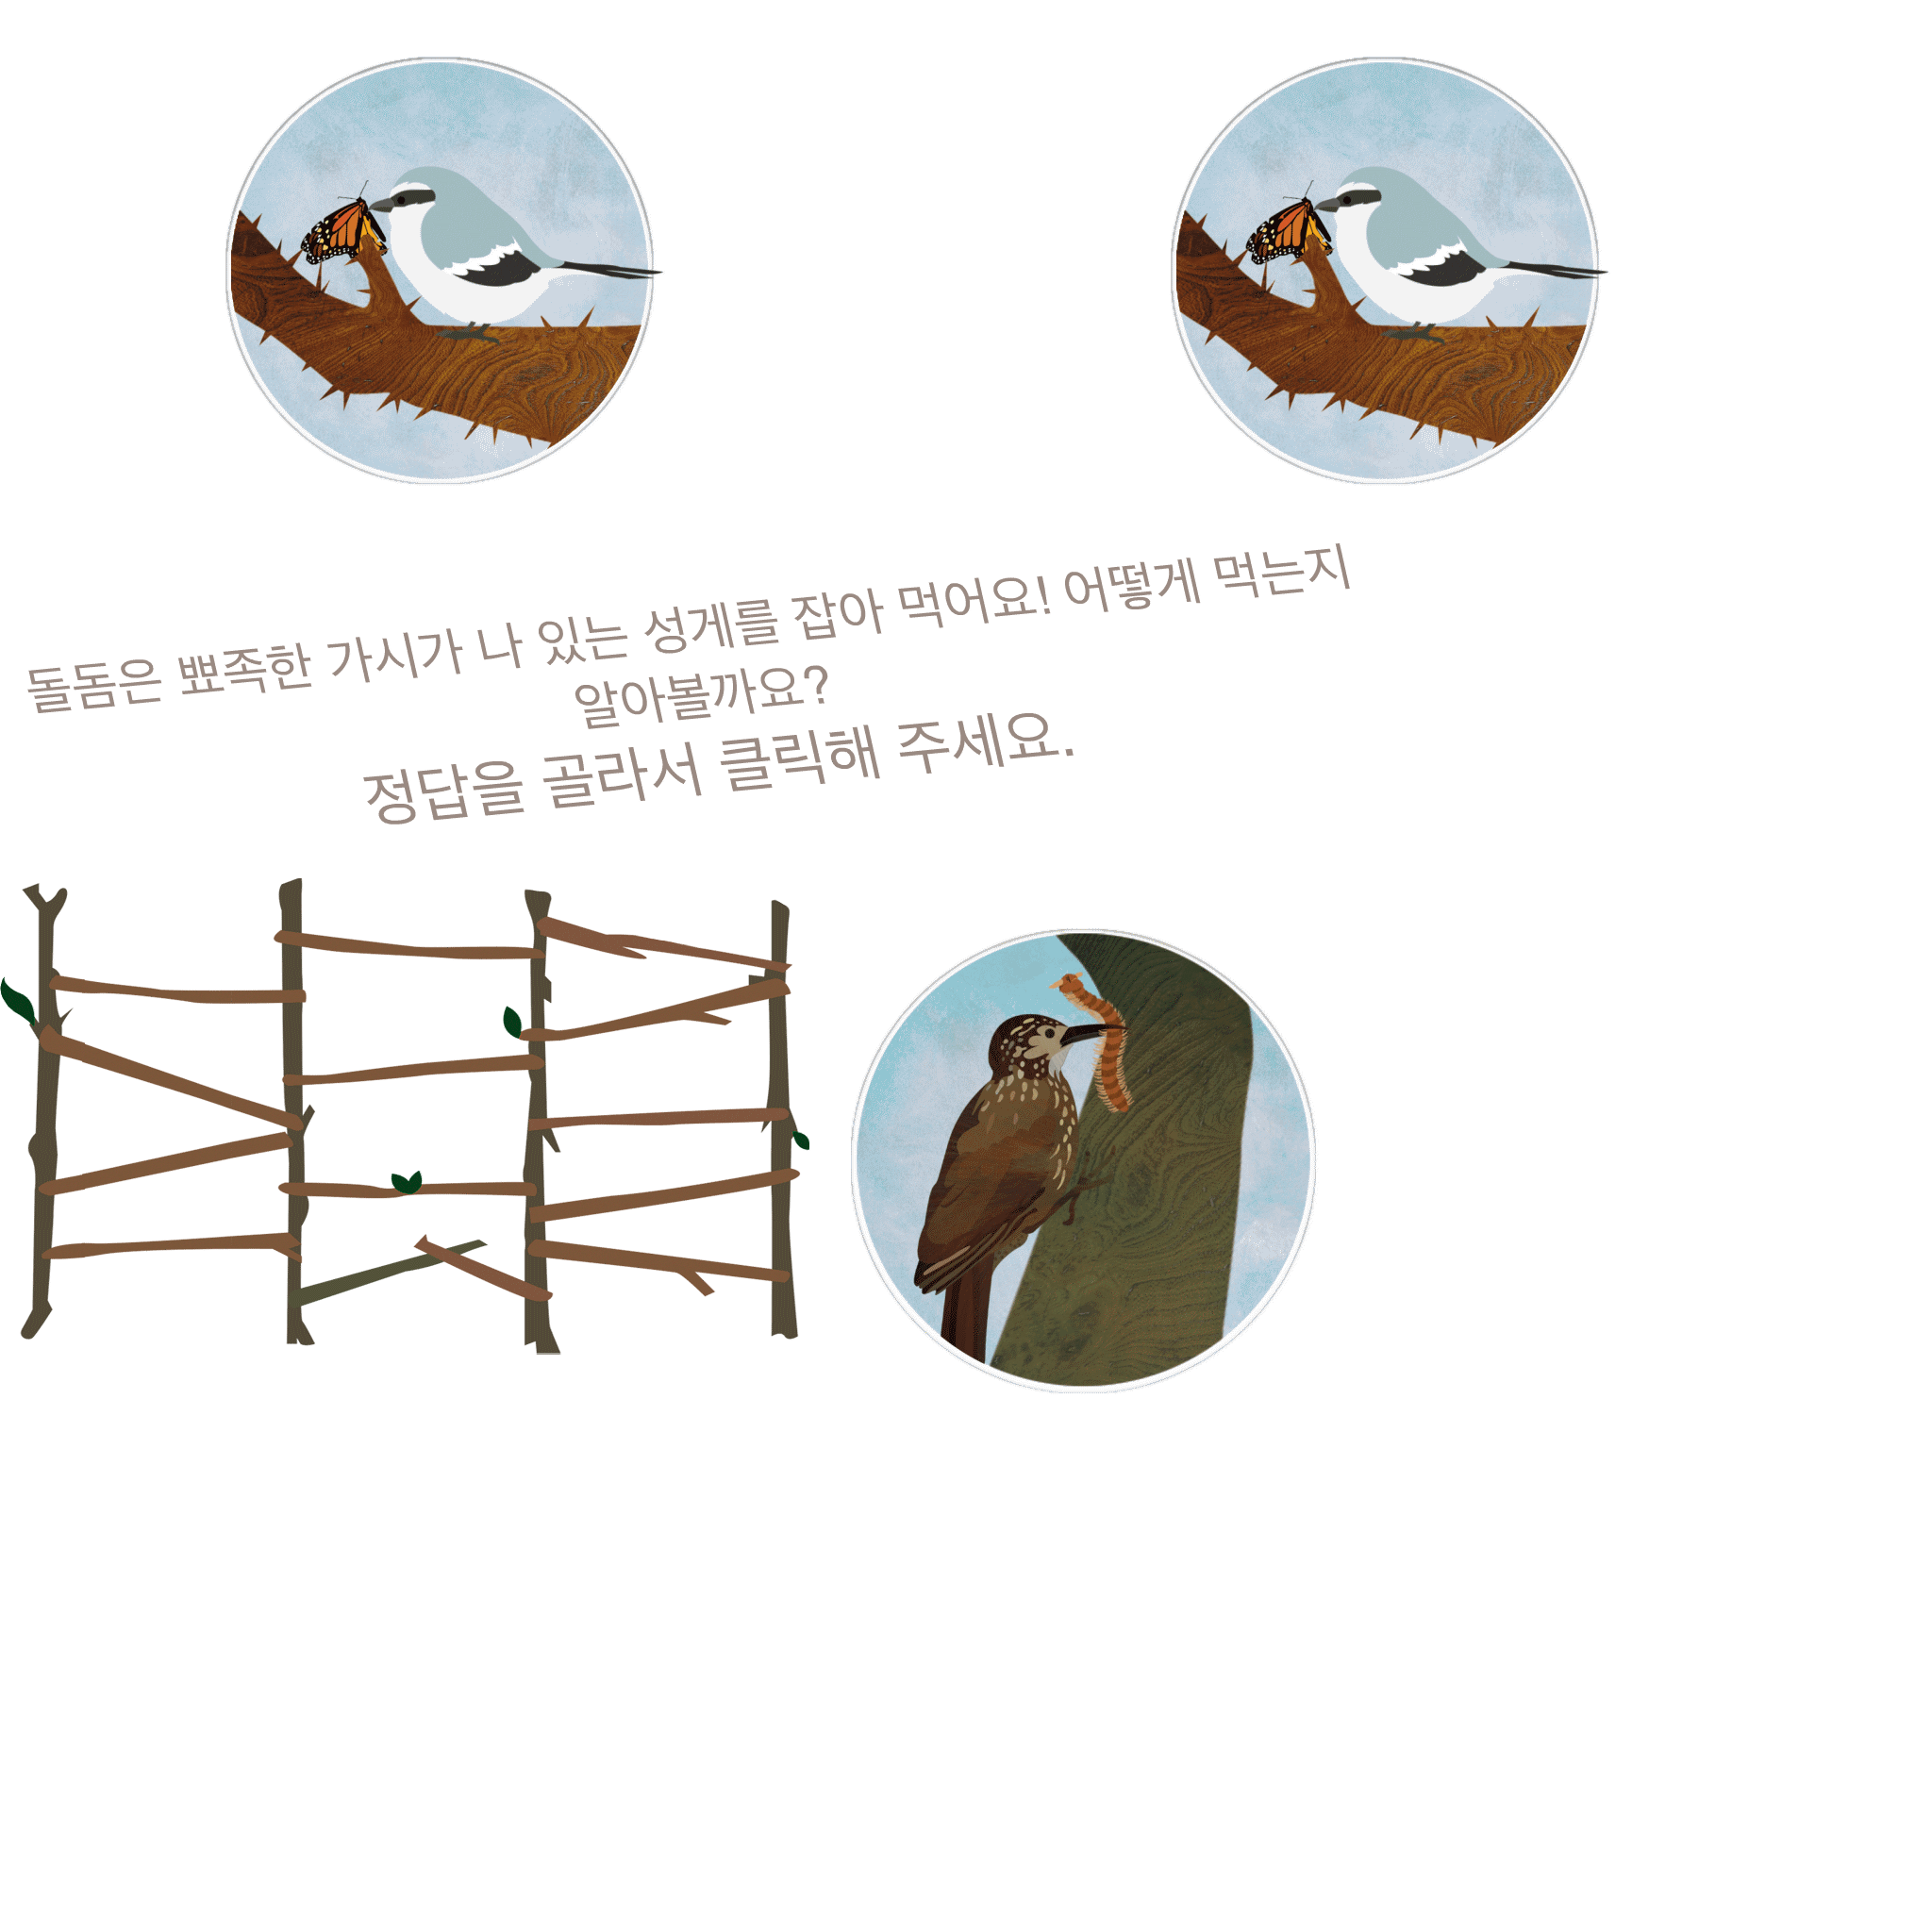 돌돔은 뾰족한 가시가 나 있는 성게를 잡아 먹어요! 어떻게 먹는지
알아볼까요?
정답을 골라서 클릭해 주세요.